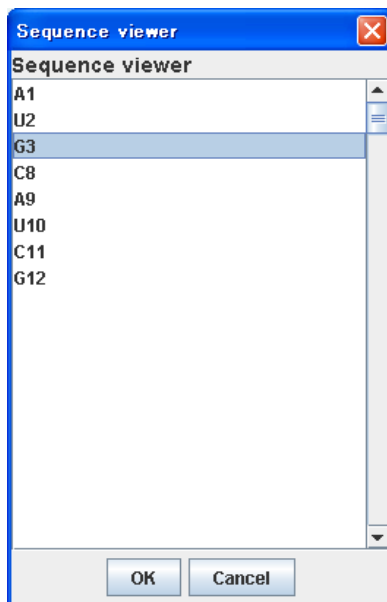 Sequence viewer
Sequence viewer
A1
U2
G3
C8
A9
U10
C11
G12
OK
Cancel